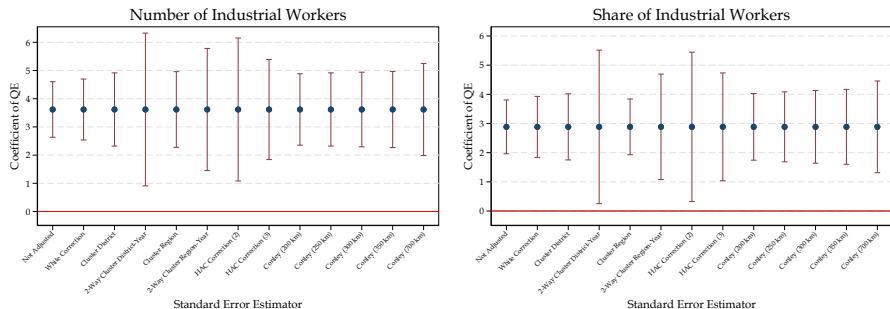 Number of Industrial Workers
Coefficient of QE
6
5
4
3
2
1
0
Not Adjusted
White Correction
Cluster District
2-Way Cluster District-Year
Cluster Region
2-Way Cluster Region-Year
HAC Correction (2)
HAC Correction (3)
Conley (200 km)
Conley (250 km)
Conley (300 km)
Conley (350 km)
Conley (700 km)
Standard Error Estimator
Share of Industrial Workers
Coefficient of QE
6
5
4
3
2
1
0
Not Adjusted
White Correction
Cluster District
2-Way Cluster District-Year
Cluster Region
2-Way Cluster Region-Year
HAC Correction (2)
HAC Correction (3)
Conley (200 km)
Conley (250 km)
Conley (300 km)
Conley (350 km)
Conley (700 km)
Standard Error Estimator